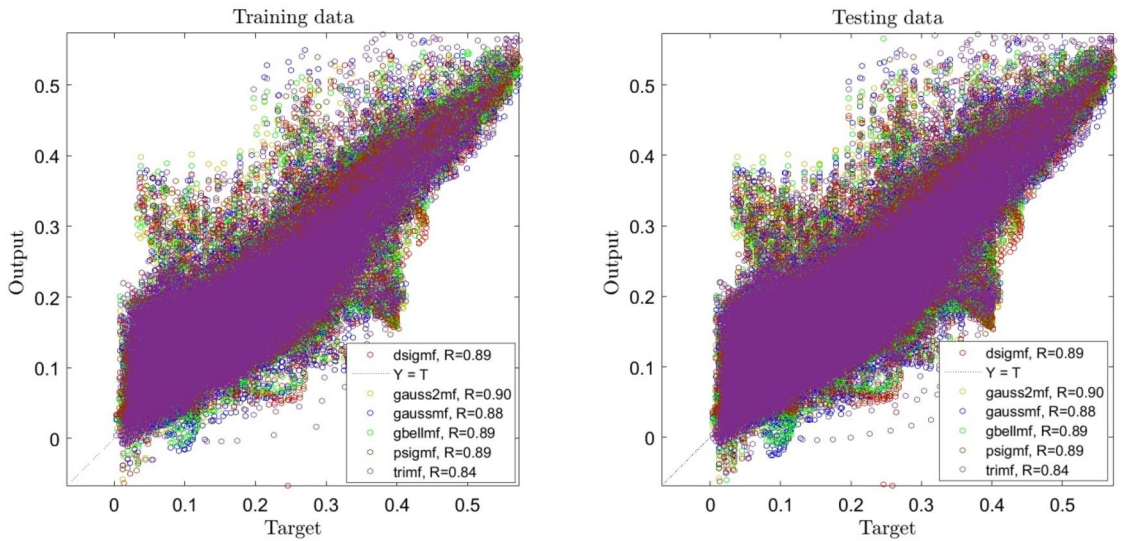 Training data
Output
0.5
0.4
0.3
0.2
0.1
0
0 0.1 0.2 0.3 0.4 0.5
Target
dsigmf, R=0.89
Y = T
gauss2mf, R=0.90
gaussmf, R=0.88
gbellmf, R=0.89
psigmf, R=0.89
trimf, R=0.84
Testing data
Output
0.5
0.4
0.3
0.2
0.1
0
0 0.1 0.2 0.3 0.4 0.5
Target
dsigmf, R=0.89
Y = T
gauss2mf, R=0.90
gaussmf, R=0.88
gbellmf, R=0.89
psigmf, R=0.89
trimf, R=0.84